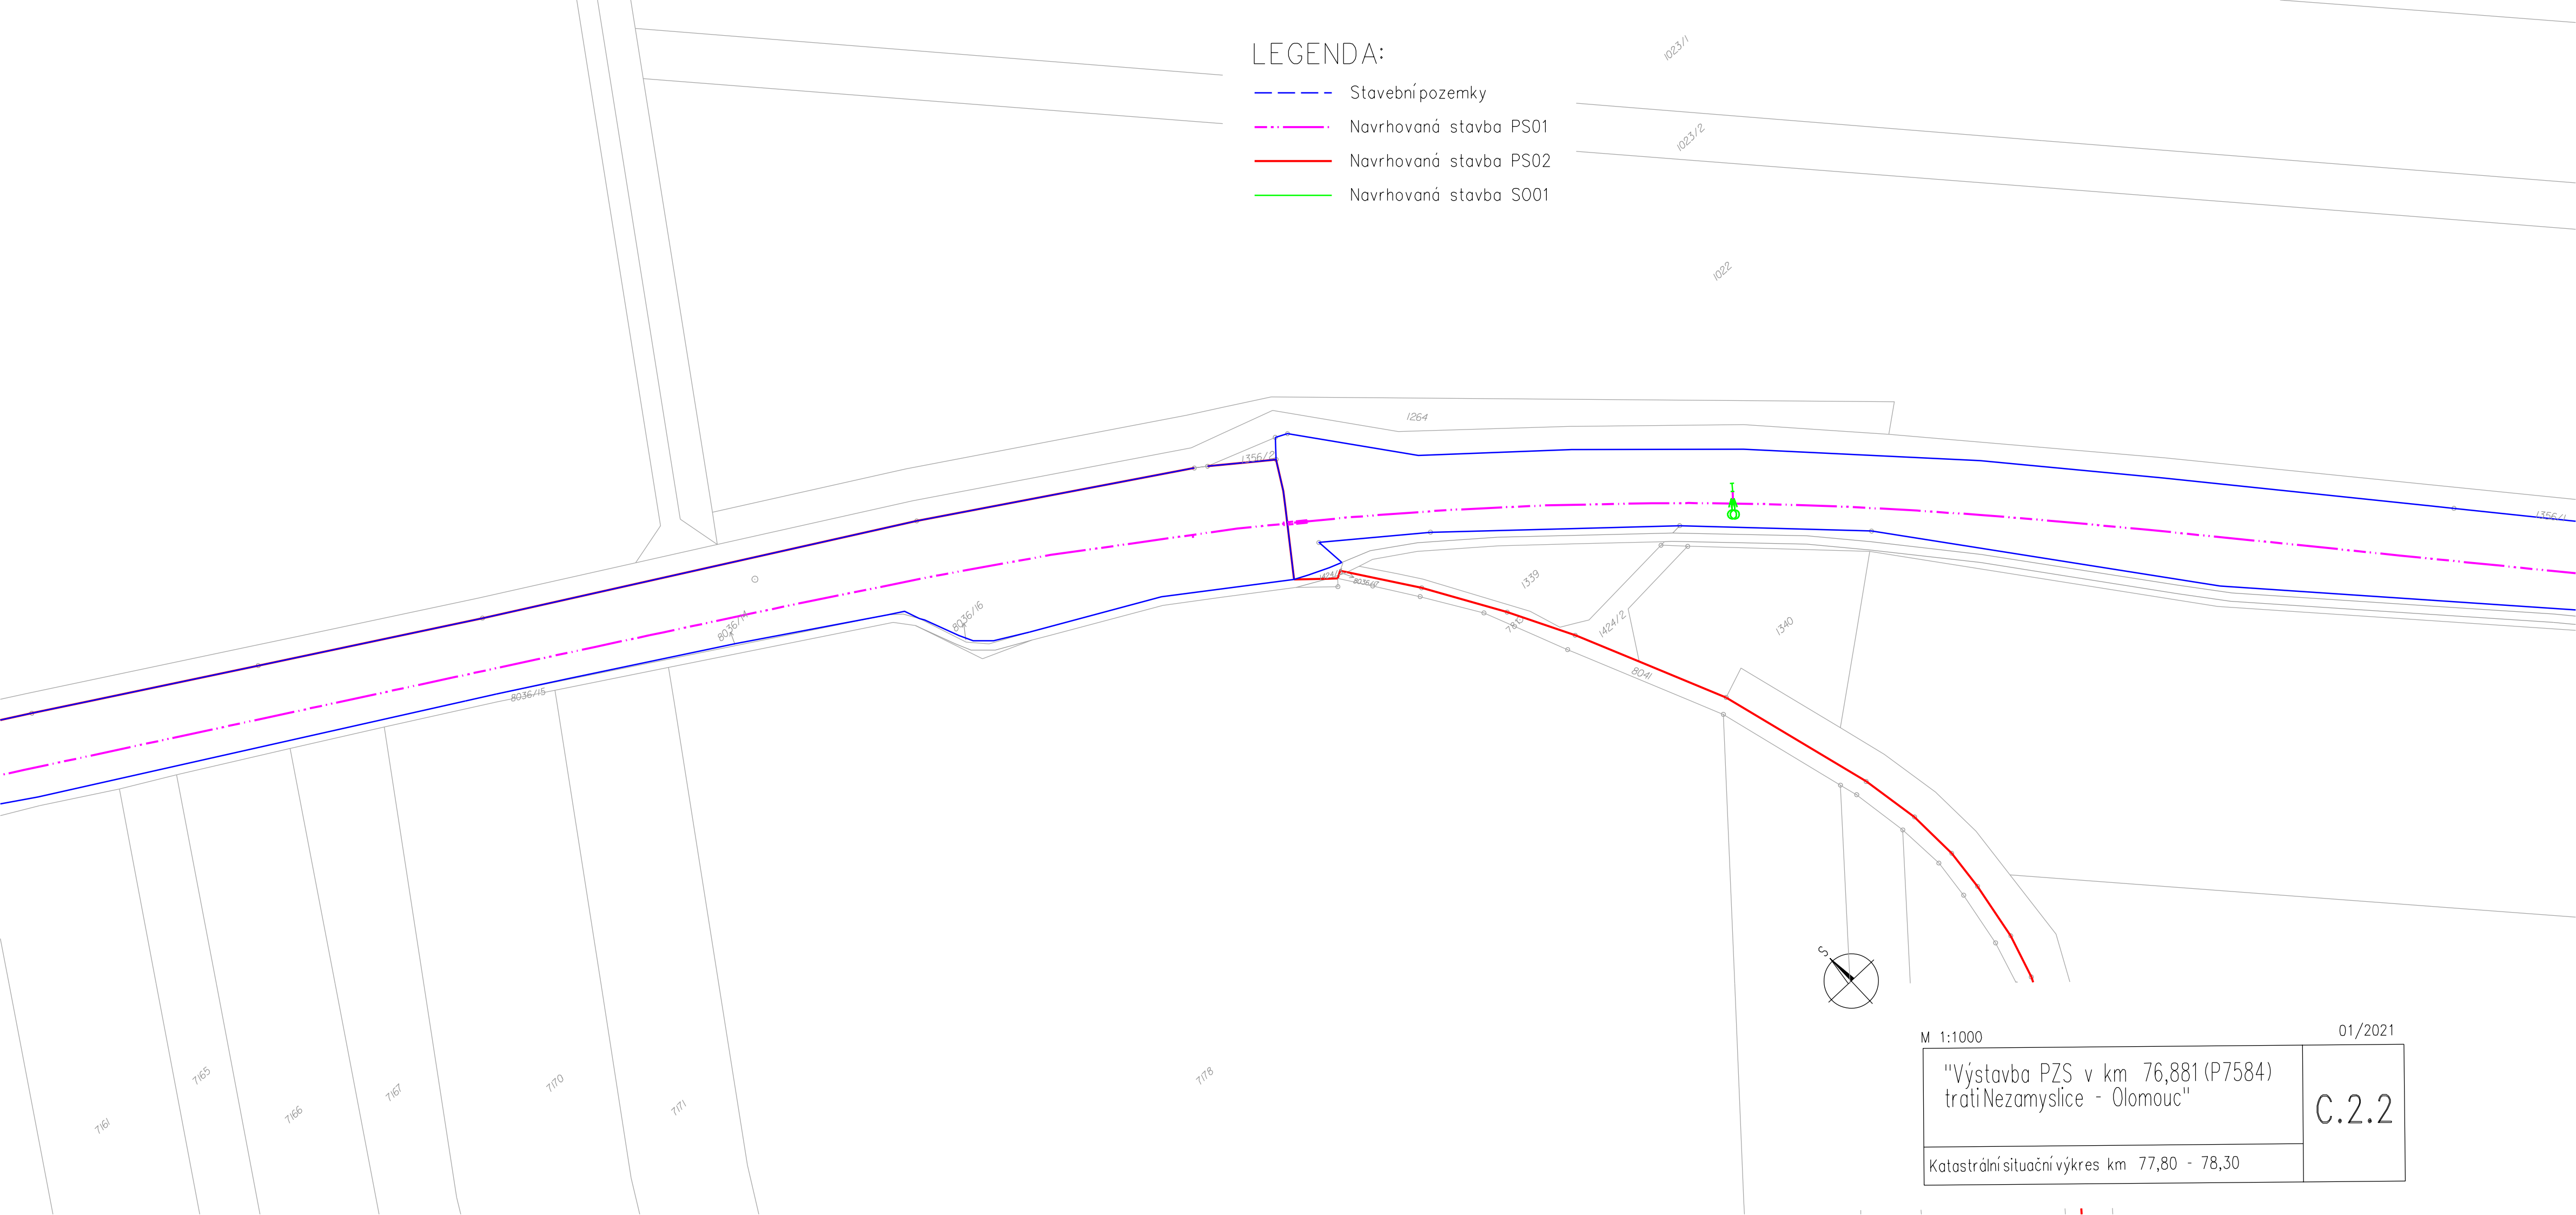 LEGENDA:
Stavební pozemky
Navrhovaná stavba PS01
Navrhovaná stavba PS02
Navrhovaná stavba SO01
1023/1
1023/2
1022
1264
1356/2
1356/1
8036/16
8036/15
1339
1424/2
1340
8041
S
7161
7165
7166
7167
7170
7171
7178
M 1:1000
01/2021
"Výstavba PZS v km 76,881 (P7584)
trati Nezamyslice - Olomouc"
C.2.2
Katastrální situační výkres km 77,80 - 78,30